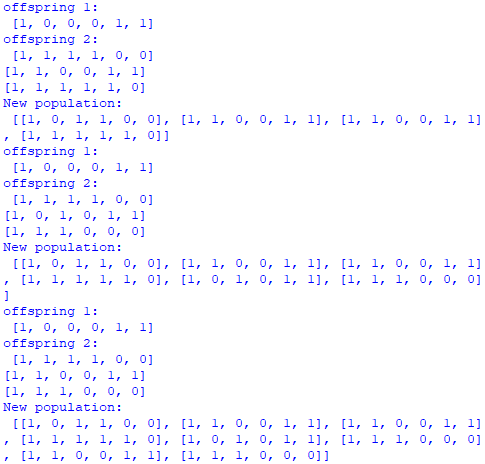 offspring 1:
[1, 0, 0, 0, 1, 1]
offspring 2:
[1, 1, 1, 1, 0, 0]
[1, 1, 0, 0, 1, 1]
[1, 1, 1, 1, 1, 0]
New population:
[[1, 0, 1, 1, 0, 0], [1, 1, 0, 0, 1, 1], [1, 1, 0, 0, 1, 1]
, [1, 1, 1, 1, 1, 0]]
offspring 1:
[1, 0, 0, 0, 1, 1]
offspring 2:
[1, 1, 1, 1, 0, 0]
[1, 0, 1, 0, 1, 1]
[1, 1, 1, 0, 0, 0]
New population:
[[1, 0, 1, 1, 0, 0], [1, 1, 0, 0, 1, 1], [1, 1, 0, 0, 1, 1]
, [1, 1, 1, 1, 1, 0], [1, 0, 1, 0, 1, 1], [1, 1, 1, 0, 0, 0]
]
offspring 1:
[1, 0, 0, 0, 1, 1]
offspring 2:
[1, 1, 1, 1, 0, 0]
[1, 1, 0, 0, 1, 1]
[1, 1, 1, 0, 0, 0]
New population:
[[1, 0, 1, 1, 0, 0], [1, 1, 0, 0, 1, 1], [1, 1, 0, 0, 1, 1]
, [1, 1, 1, 1, 1, 0], [1, 0, 1, 0, 1, 1], [1, 1, 1, 0, 0, 0]
, [1, 1, 0, 0, 1, 1], [1, 1, 1, 0, 0, 0]]